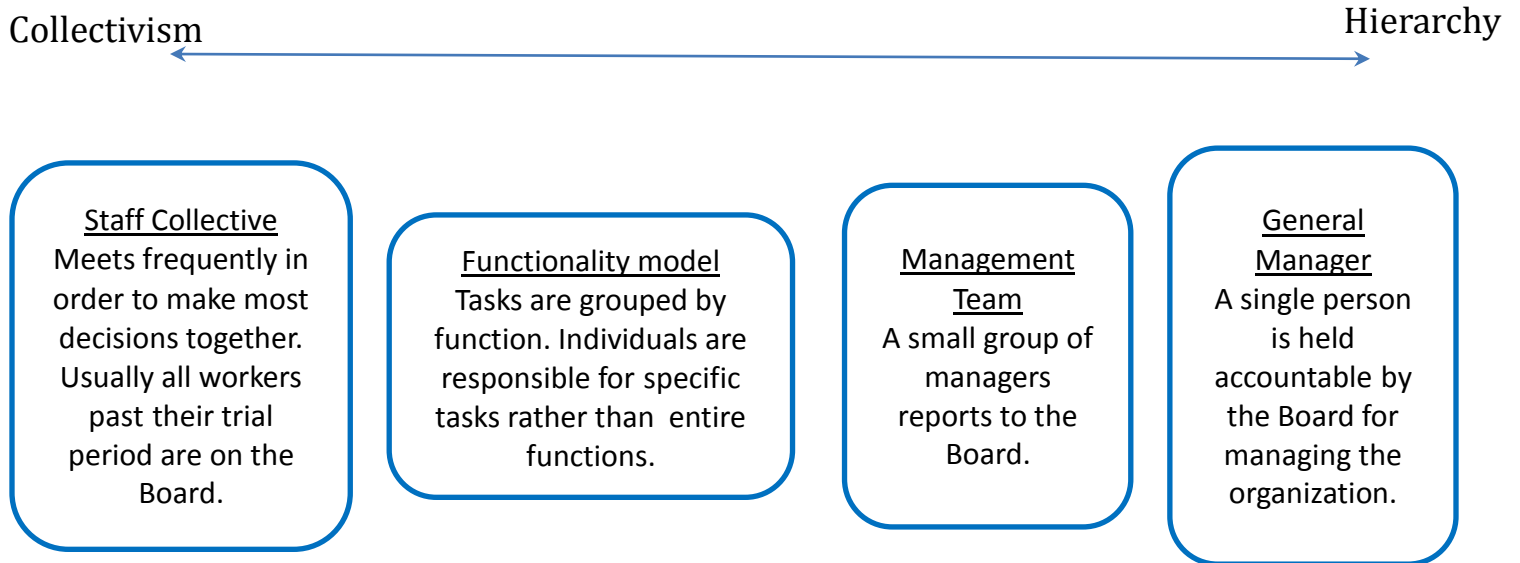 Collectivism
Hierarchy
Staff Collective
Meets frequently in
order to make most
decisions together.
Usually all workers
past their trial
period are on the
Board.
Functionality model
Tasks are grouped by
function. Individuals are
responsible for specific
tasks rather than  entire
functions.
Management
Team
A small group of
managers
reports to the
Board.
General
Manager
A single person
is held
accountable by
the Board for
managing the
organization.